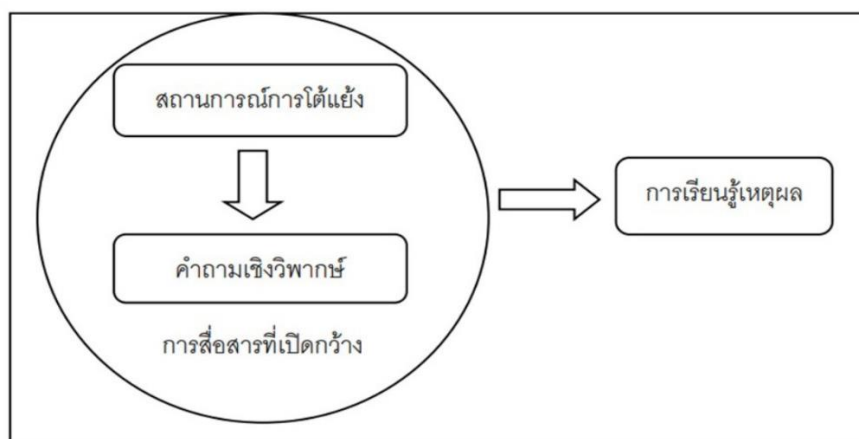 สถานการณ์การโต้แย้ง
คำถามเชิงวิพากษ์
การสื่อสารที่เปิดกว้าง
การเรียนรู้เหตุผล